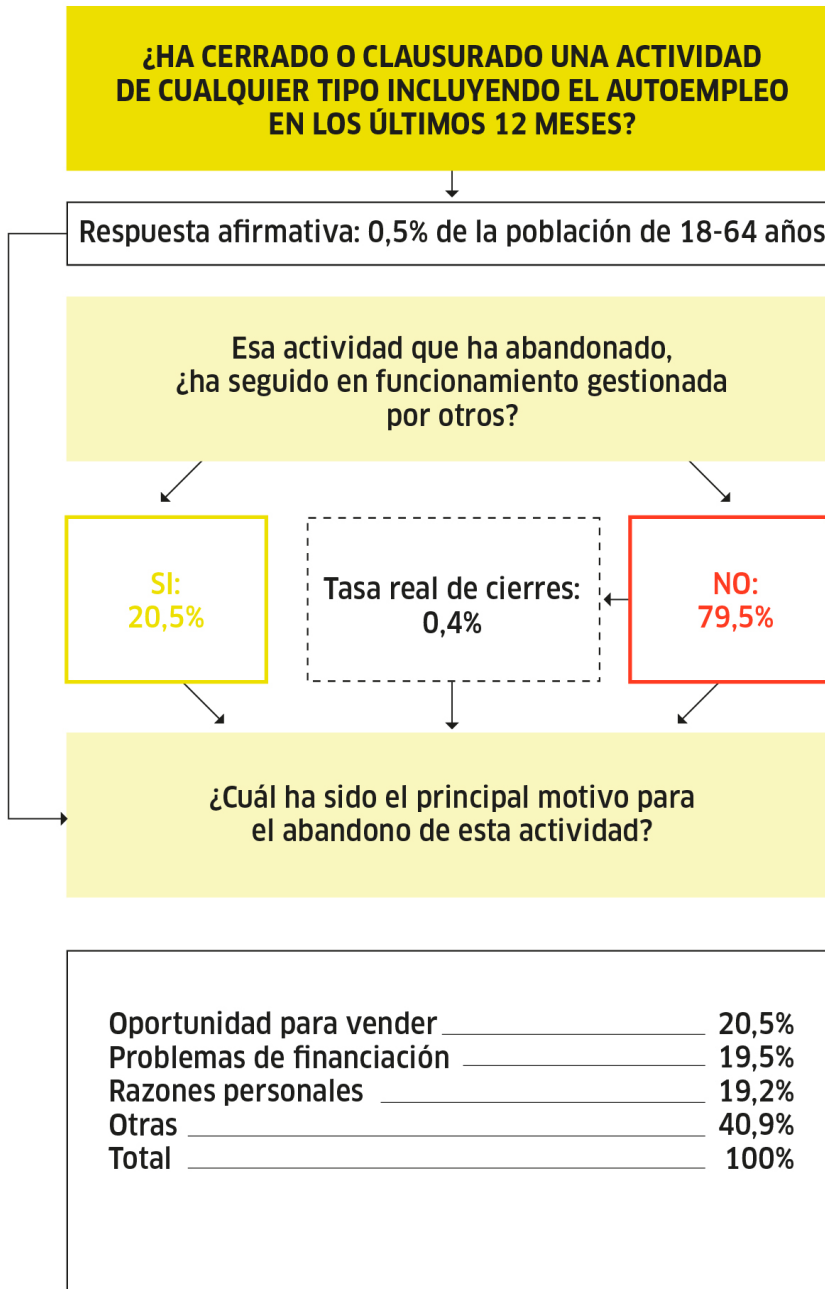 ¿HA CERRADO O CLAUSURADO UNA ACTIVIDAD
DE CUALQUIER TIPO INCLUYENDO EL AUTOEMPLEO
EN LOS ÚLTIMOS 12 MESES?
Respuesta afirmativa: 0,5% de la población de 18-64 años
Esa actividad que ha abandonado,
¿ha seguido en funcionamiento gestionada
por otros?
SI:
20,5%
Tasa real de cierres:
0,4%
NO:
79,5%
¿Cuál ha sido el principal motivo para
el abandono de esta actividad?
Oportunidad para vender 20,5%
Problemas de financiación 19,5%
Razones personales 19,2%
Otras 40,9%
Total 100%